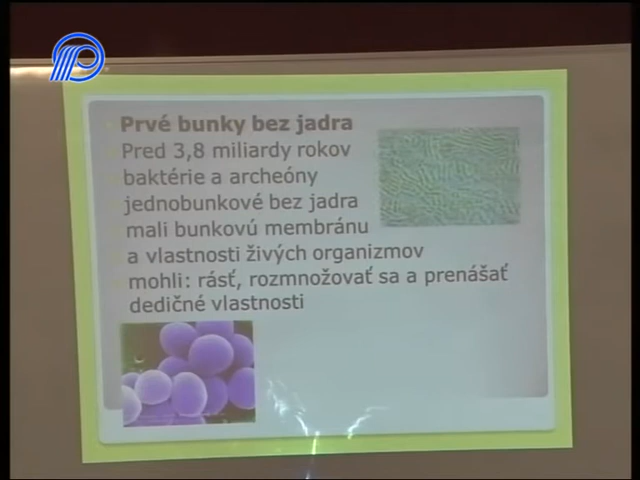 Prvé bunky bez jadra
Pred 3,8 miliardy rokov
baktérie a archeóny
jednobunkové bez jadra
mali bunkovú membránu
a vlastnosti živých organizmov
mohli: rásť, rozmnožovať sa a prenášať
dedičné vlastnosti